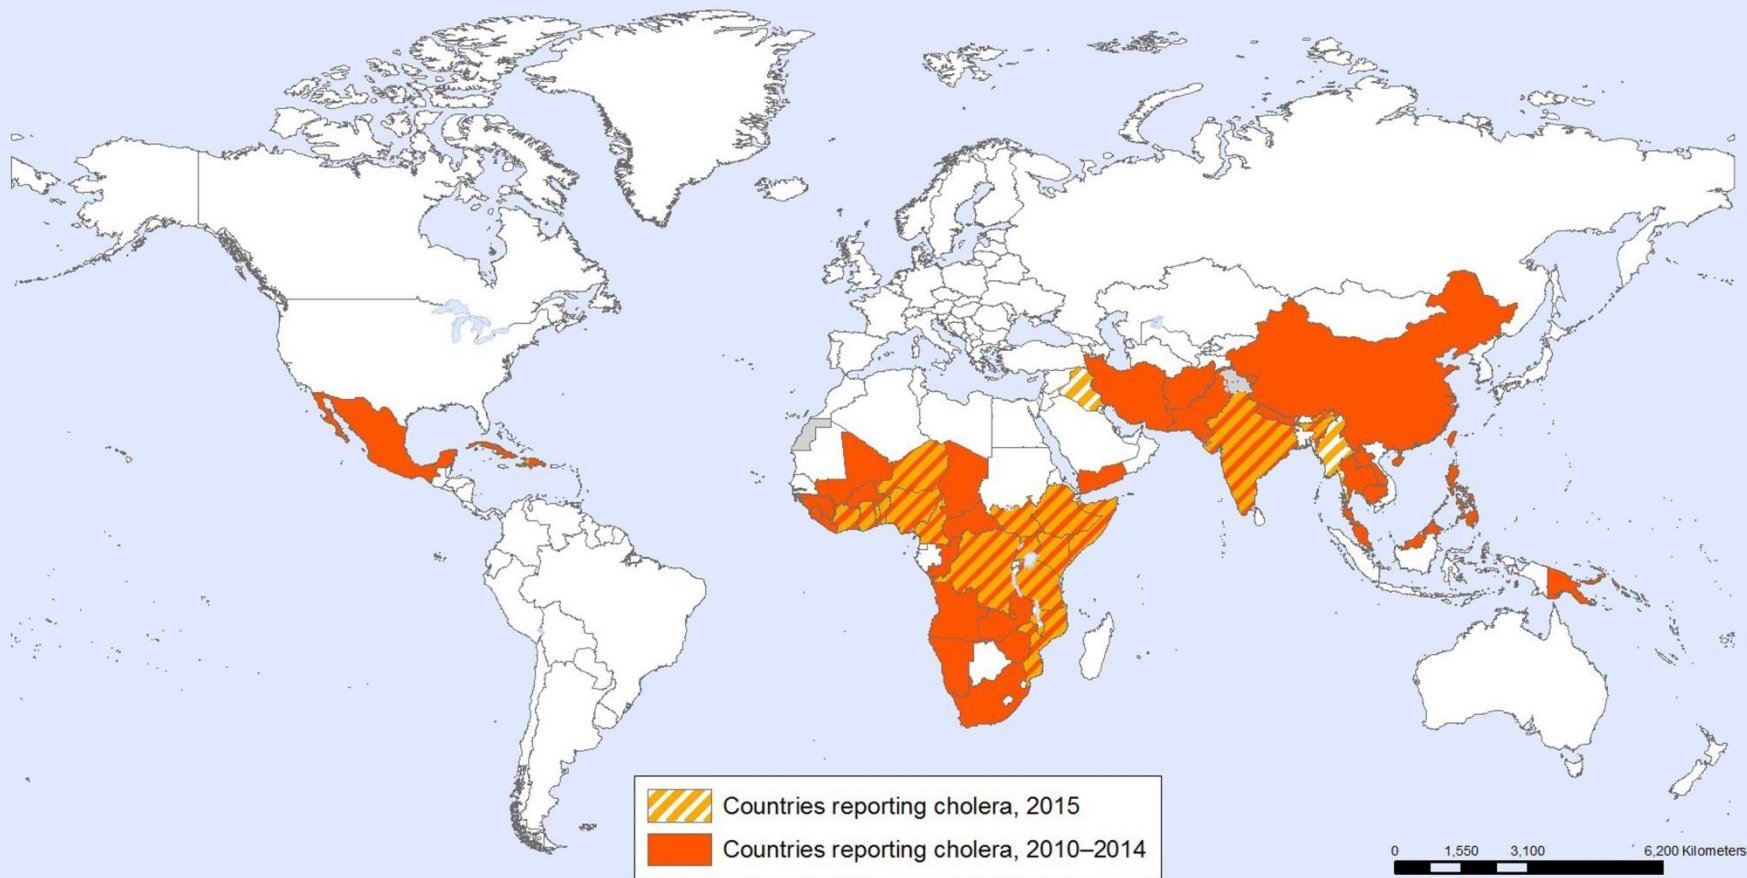 Countries reporting cholera, 2015
Countries reporting cholera, 2010–2014
0 1,550 3,100 6,200 Kilometers